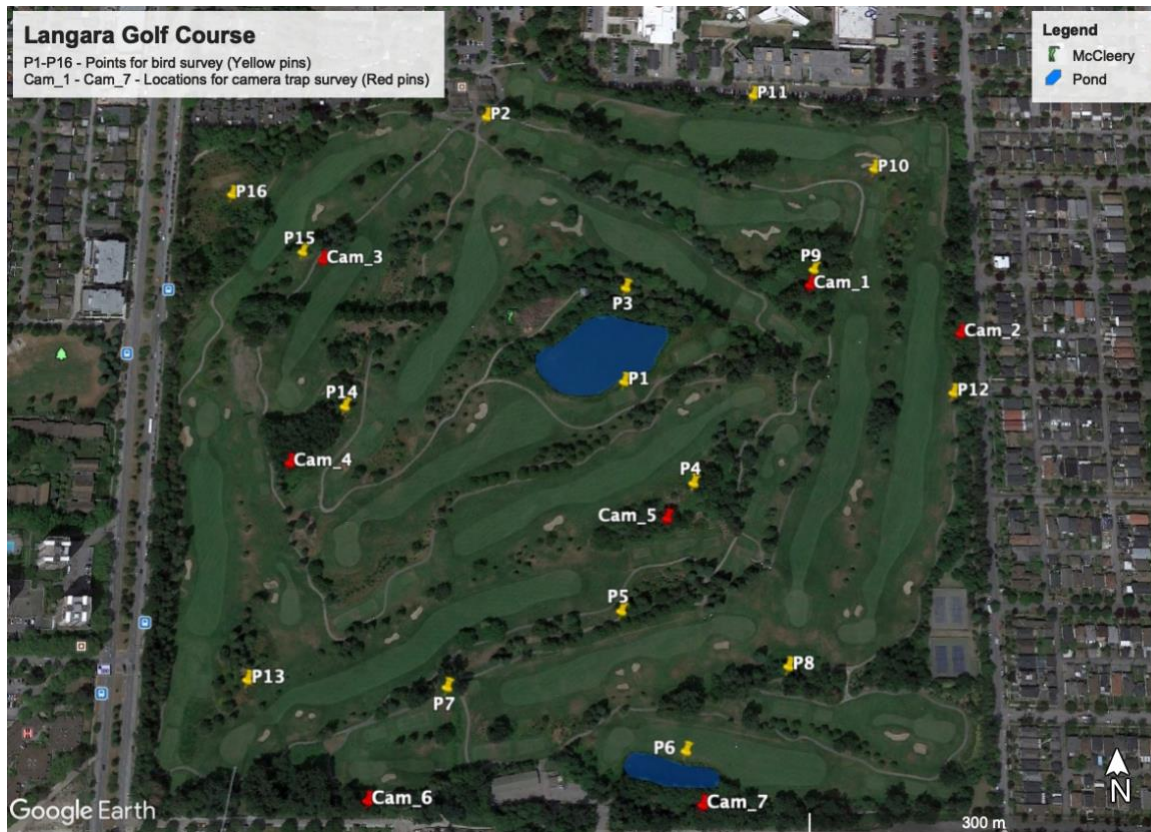 Langara Golf Course
P1-P16 - Points for bird survey (Yellow pins)
Cam_1 - Cam_7 - Locations for camera trap survey (Red pins)
Legend
McCleery
Pond
P11
P2
P10
P16
P15
Cam_3
P9
Cam_1
P3
Cam_2
P1
P12
P14
Cam_4
P4
Cam_5
P5
P8
P13
P7
P6
Cam_6
Cam_7
Google Earth
N
300 m
H